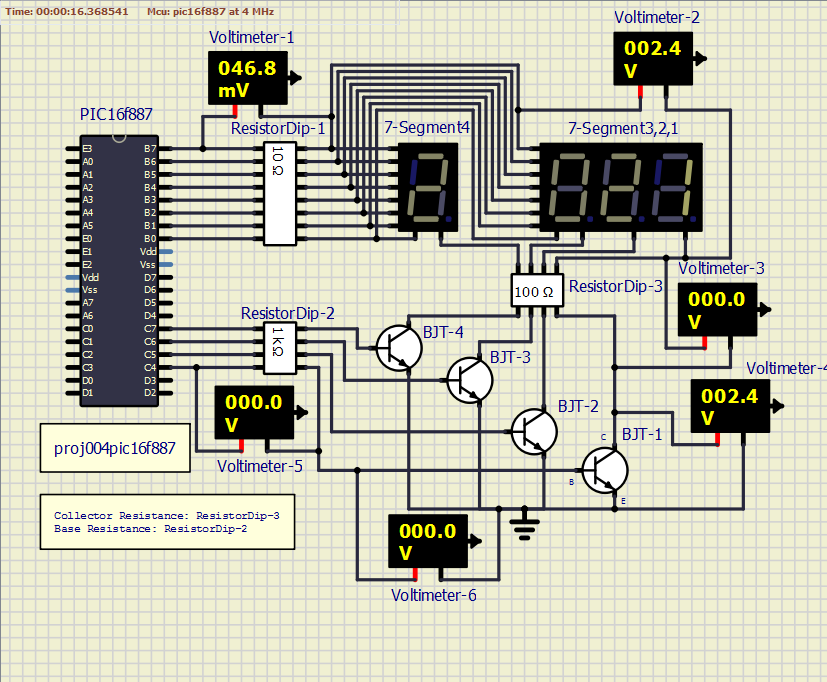 Time: 00:00:16.368541 Mcu: pic16f887 at 4 MHz
Voltimeter-1
046.8
mV
Voltimeter-2
002.4
V
PIC16f887
ResistorDip-1
10 Ω
7-Segment4
7-Segment3,2,1
E3 B7
A0 B6
A1 B5
A2 B4
A3 B3
A4 B2
A5 B1
E0 B0
E1 Vdd
E2 Vss
Vdd D7
Vss D6
A7 D5
A6 D4
C0 C7
C1 C6
C2 C5
C3 C4
D0 D3
D1 D2
100 Ω
ResistorDip-3
Voltimeter-3
000.0
V
ResistorDip-2
1 kΩ
BJT-4
BJT-3
BJT-2
BJT-1
C
B
E
Voltimeter-4
002.4
V
000.0
V
Voltimeter-5
proj004pic16f887
Collector Resistance: ResistorDip-3
Base Resistance: ResistorDip-2
000.0
V
Voltimeter-6